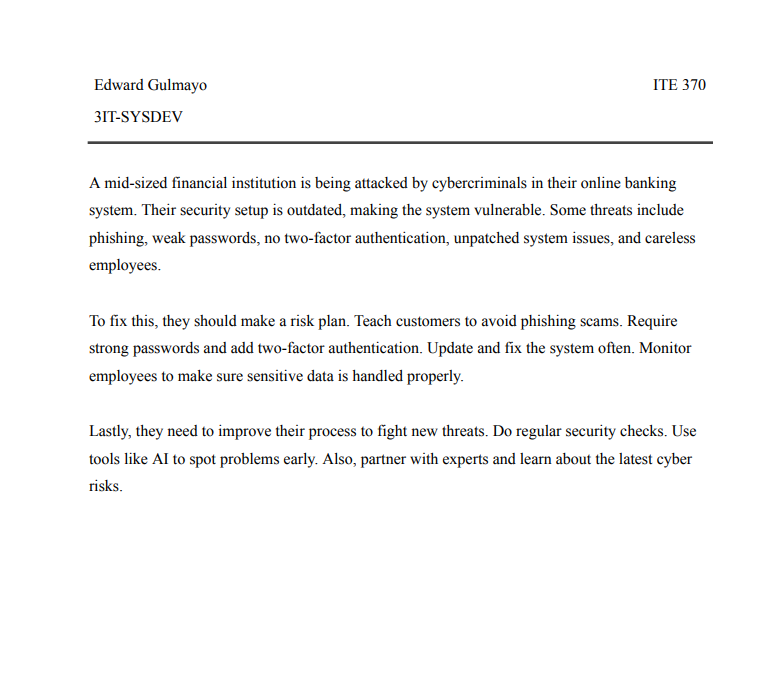 Edward Gulmayo ITE 370
3IT-SYSDEV
A mid-sized financial institution is being attacked by cybercriminals in their online banking
system. Their security setup is outdated, making the system vulnerable. Some threats include
phishing, weak passwords, no two-factor authentication, unpatched system issues, and careless
employees.
To fix this, they should make a risk plan. Teach customers to avoid phishing scams. Require
strong passwords and add two-factor authentication. Update and fix the system often. Monitor
employees to make sure sensitive data is handled properly.
Lastly, they need to improve their process to fight new threats. Do regular security checks. Use
tools like AI to spot problems early. Also, partner with experts and learn about the latest cyber
risks.